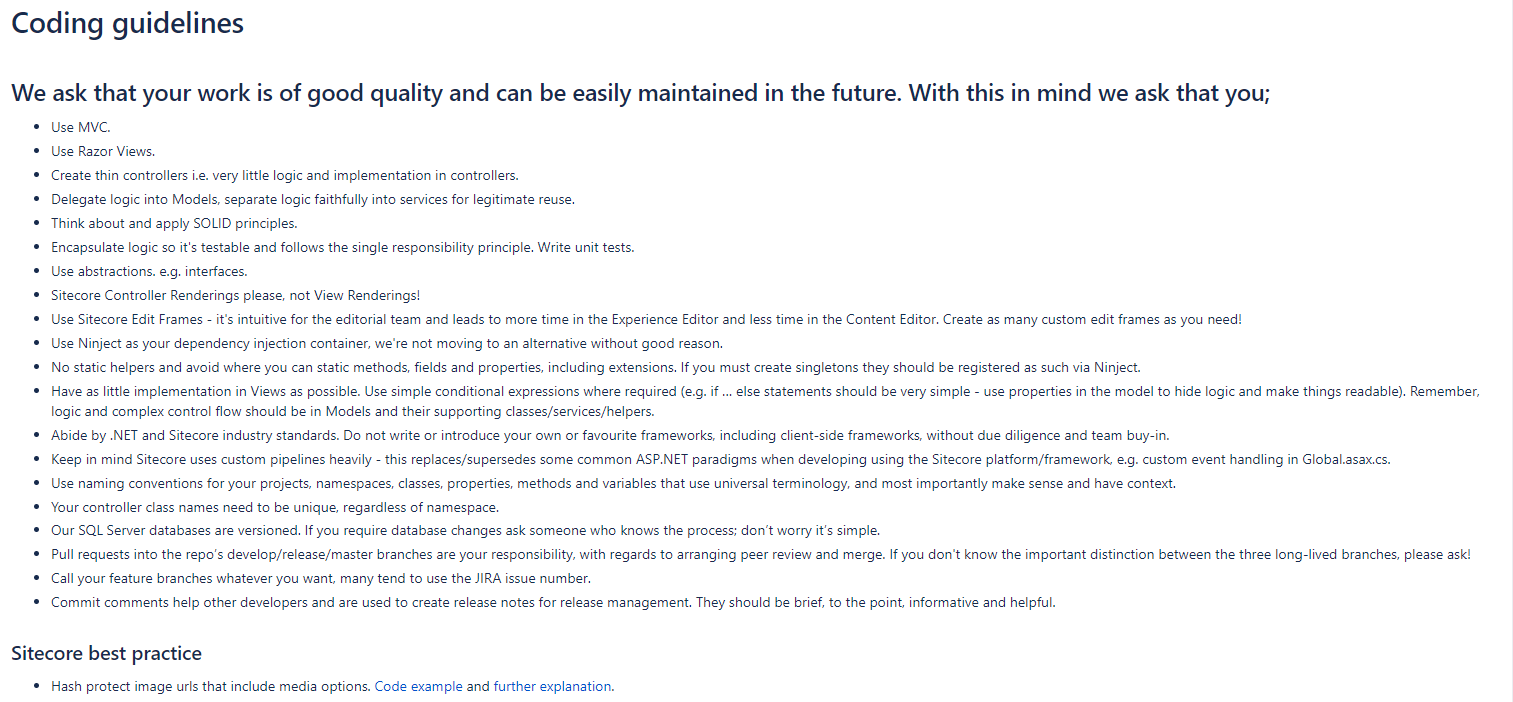 Coding guidelines
We ask that your work is of good quality and can be easily maintained in the future. With this in mind we ask that you;
• Use MVC.
• Use Razor Views.
• Create thin controllers i.e. very little logic and implementation in controllers.
• Delegate logic into Models, separate logic faithfully into services for legitimate reuse.
• Think about and apply SOLID principles.
• Encapsulate logic so it's testable and follows the single responsibility principle. Write unit tests.
• Use abstractions. e.g. interfaces.
• Sitecore Controller Renderings please, not View Renderings!
• Use Sitecore Edit Frames - it's intuitive for the editorial team and leads to more time in the Experience Editor and less time in the Content Editor. Create as many custom edit frames as you need!
• Use Ninject as your dependency injection container, we're not moving to an alternative without good reason.
• No static helpers and avoid where you can static methods, fields and properties, including extensions. If you must create singletons they should be registered as such via Ninject.
• Have as little implementation in Views as possible. Use simple conditional expressions where required (e.g. if ... else statements should be very simple - use properties in the model to hide logic and make things readable). Remember,
logic and complex control flow should be in Models and their supporting classes/services/helpers.
• Abide by .NET and Sitecore industry standards. Do not write or introduce your own or favourite frameworks, including client-side frameworks, without due diligence and team buy-in.
• Keep in mind Sitecore uses custom pipelines heavily - this replaces/supersedes some common ASP.NET paradigms when developing using the Sitecore platform/framework, e.g. custom event handling in Global.asax.cs.
• Use naming conventions for your projects, namespaces, classes, properties, methods and variables that use universal terminology, and most importantly make sense and have context.
• Your controller class names need to be unique, regardless of namespace.
• Our SQL Server databases are versioned. If you require database changes ask someone who knows the process; don't worry it's simple.
• Pull requests into the repo's develop/release/master branches are your responsibility, with regards to arranging peer review and merge. If you don't know the important distinction between the three long-lived branches, please ask!
• Call your feature branches whatever you want, many tend to use the JIRA issue number.
• Commit comments help other developers and are used to create release notes for release management. They should be brief, to the point, informative and helpful.
Sitecore best practice
• Hash protect image urls that include media options. Code example and further explanation.